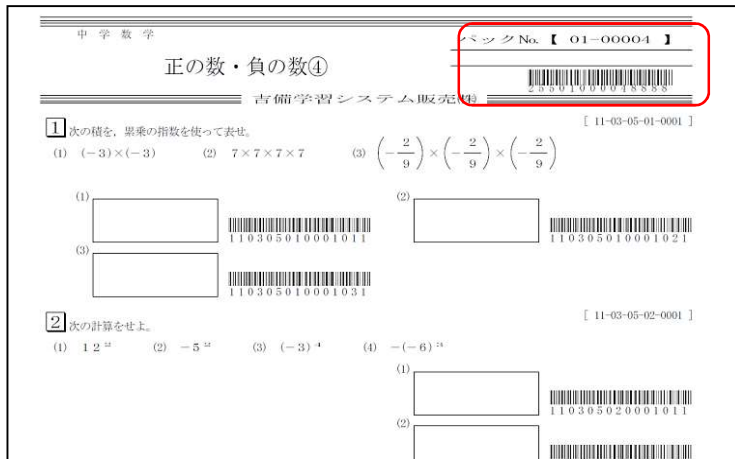 中学数学
パックNo.【 01-00004 】
正の数・負の数④
25501000048888
吉備学習システム販売㈱
1 次の積を，累乗の指数を使って表せ。 [ 11-03-05-01-0001 ]
(1) (−3)×(−3) (2) 7×7×7×7 (3) (−2/9)×(−2/9)×(−2/9)
(1) (2)
110305010001011 110305010001021
(3)
110305010001031
2 次の計算をせよ。 [ 11-03-05-02-0001 ]
(1) 12² (2) −5² (3) (−3)⁴ (4) −(−6)³
(1)
110305020001011
(2)